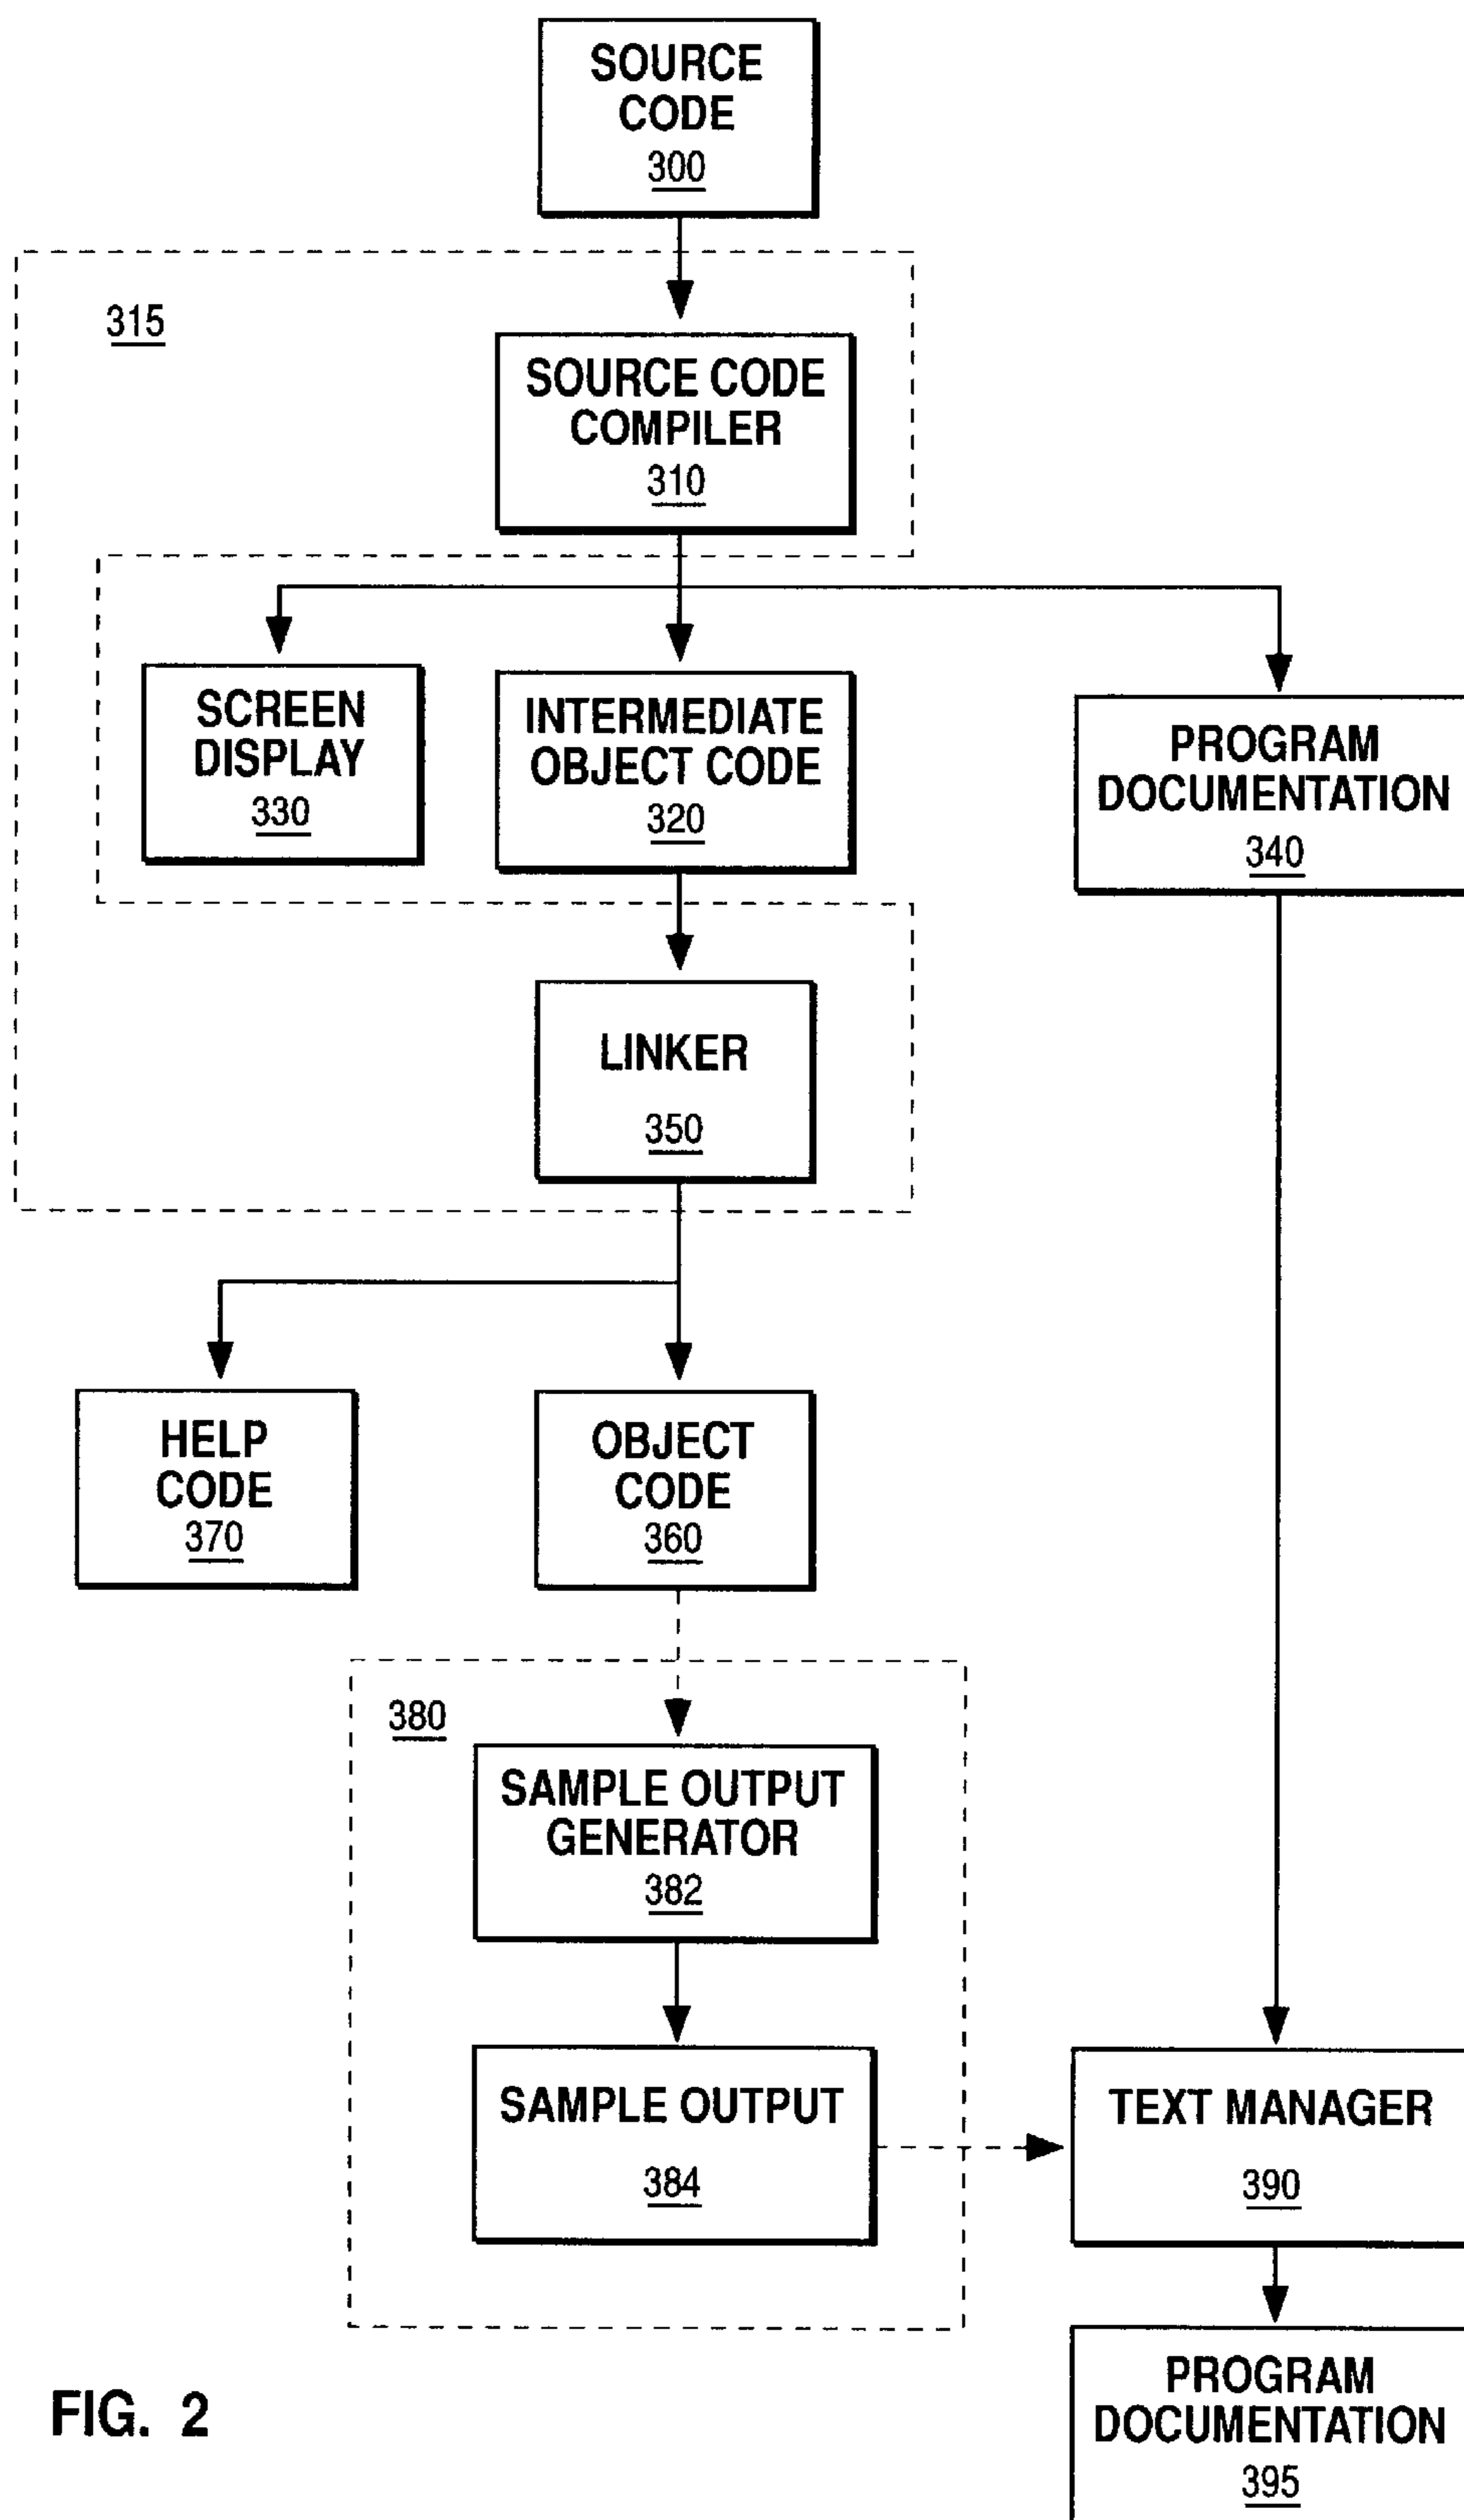 SOURCE
CODE
300
315
SOURCE CODE
COMPILER
310
SCREEN
DISPLAY
330
INTERMEDIATE
OBJECT CODE
320
PROGRAM
DOCUMENTATION
340
LINKER
350
HELP
CODE
370
OBJECT
CODE
360
380
SAMPLE OUTPUT
GENERATOR
382
SAMPLE OUTPUT
384
TEXT MANAGER
390
PROGRAM
DOCUMENTATION
395
FIG. 2